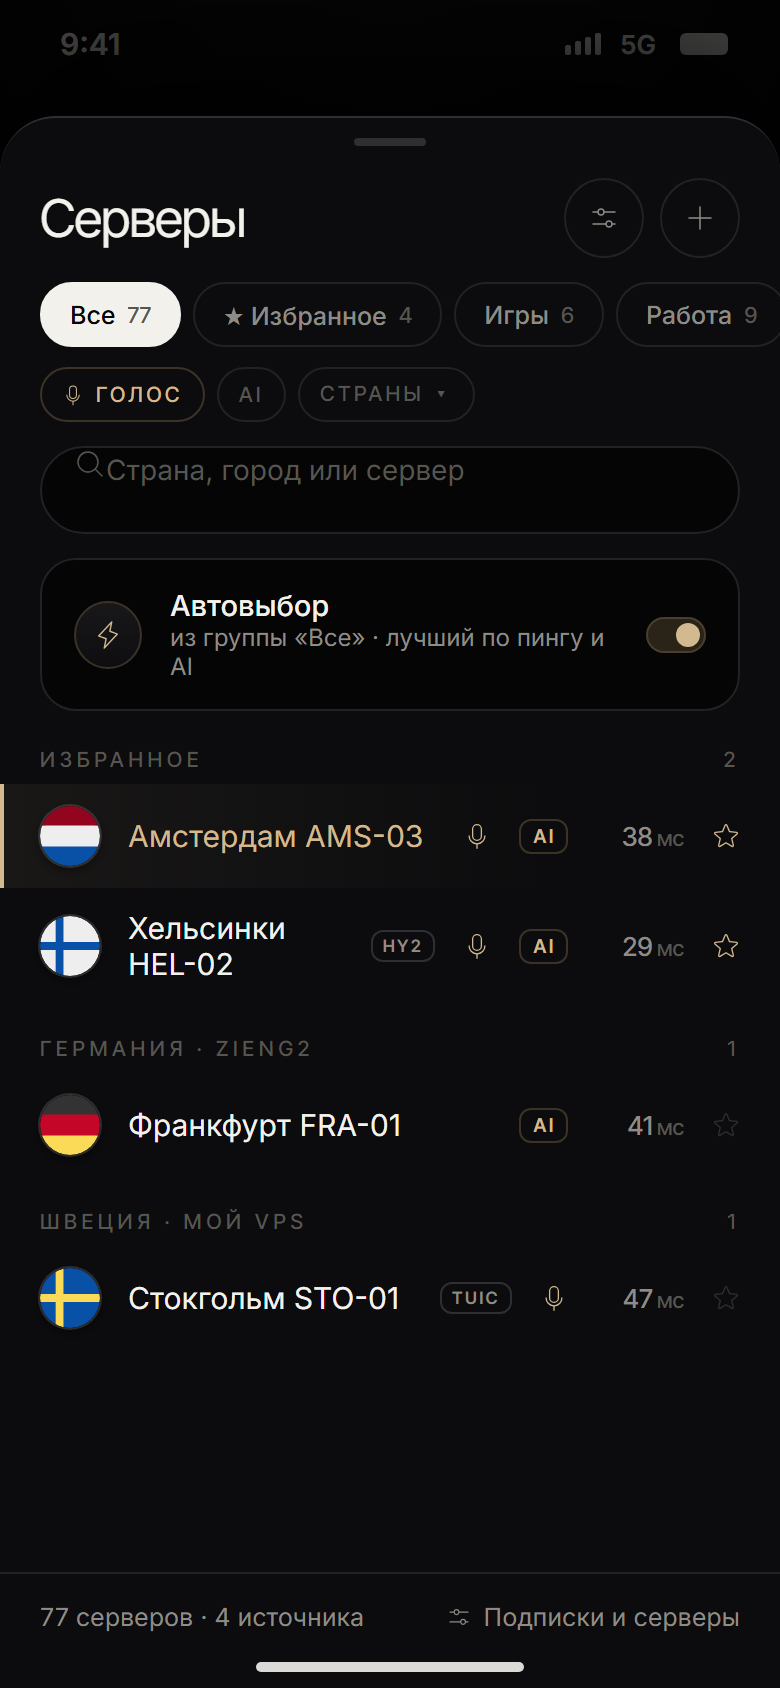 9:41 5G
Серверы
Все 77 ★ Избранное 4 Игры 6 Работа 9
ГОЛОС AI СТРАНЫ ▾
Страна, город или сервер
Автовыбор
из группы «Все» · лучший по пингу и
AI
ИЗБРАННОЕ 2
Амстердам AMS-03 AI 38 мс
Хельсинки
HEL-02 HY2 AI 29 мс
ГЕРМАНИЯ · ZIENG2 1
Франкфурт FRA-01 AI 41 мс
ШВЕЦИЯ · МОЙ VPS 1
Стокгольм STO-01 TUIC 47 мс
77 серверов · 4 источника Подписки и серверы